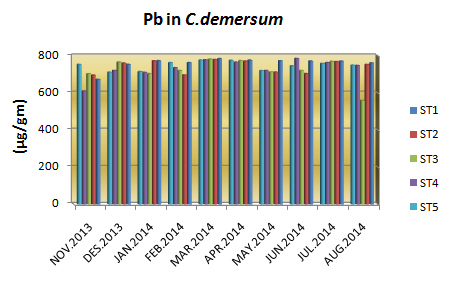 Pb in C.demersum
(µg/gm)
800
600
400
200
0
NOV.2013
DES.2013
JAN.2014
FEB.2014
MAR.2014
APR.2014
MAY.2014
JUN.2014
JUL.2014
AUG.2014
ST1
ST2
ST3
ST4
ST5